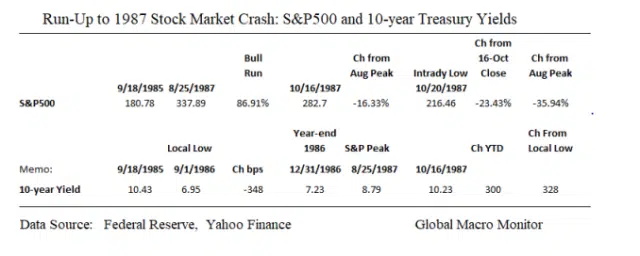 Run-Up to 1987 Stock Market Crash: S&P500 and 10-year Treasury Yields
Ch from
Bull Ch from 16-Oct Ch from
Run Aug Peak Intrady Low Close Aug Peak
9/18/1985 8/25/1987 10/16/1987 10/20/1987
S&P500 180.78 337.89 86.91% 282.7 -16.33% 216.46 -23.43% -35.94%
Year-end Ch From
Local Low 1986 S&P Peak Ch YTD Local Low
Memo: 9/18/1985 9/1/1986 Ch bps 12/31/1986 8/25/1987 10/16/1987
10-year Yield 10.43 6.95 -348 7.23 8.79 10.23 300 328
Data Source: Federal Reserve, Yahoo Finance Global Macro Monitor